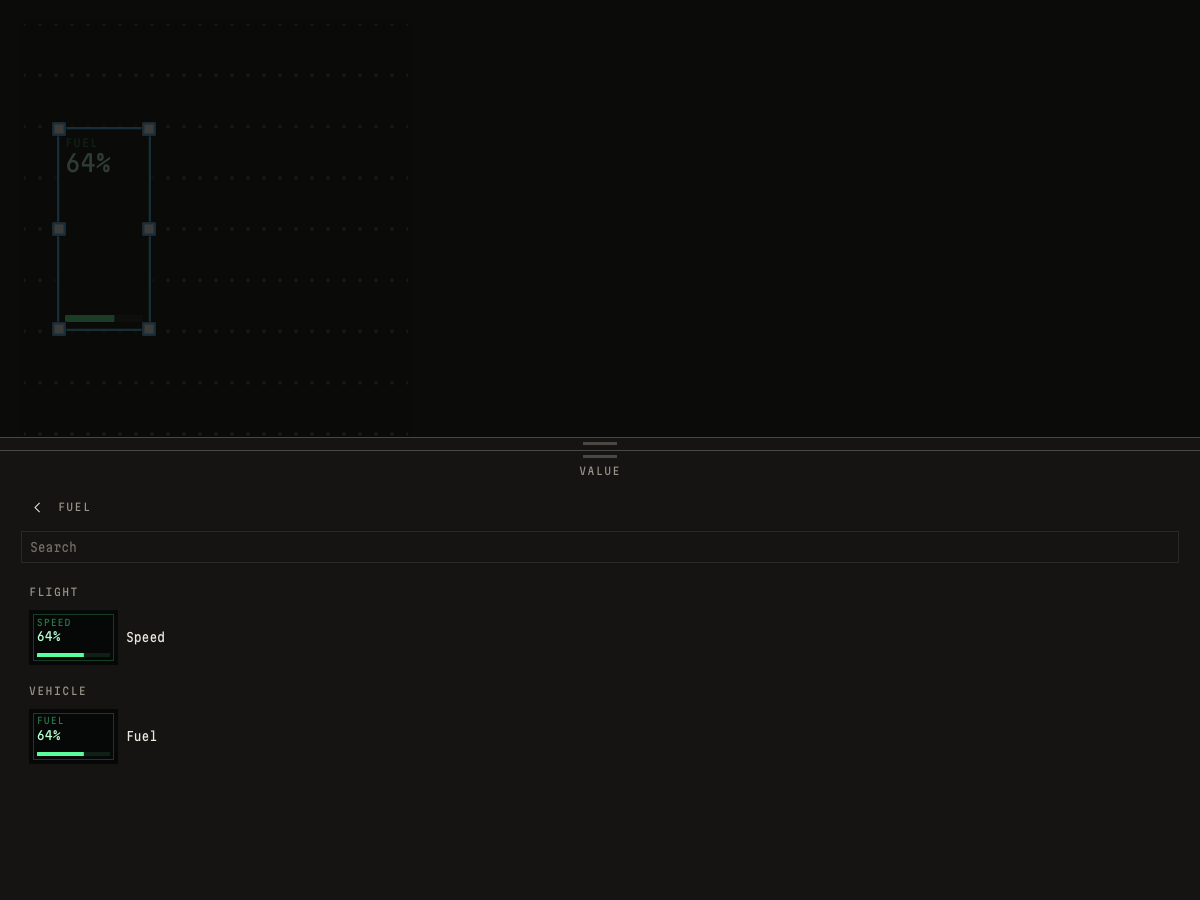 FUEL
64%
VALUE
FUEL
Search
FLIGHT
SPEED
64%
Speed
VEHICLE
FUEL
64%
Fuel